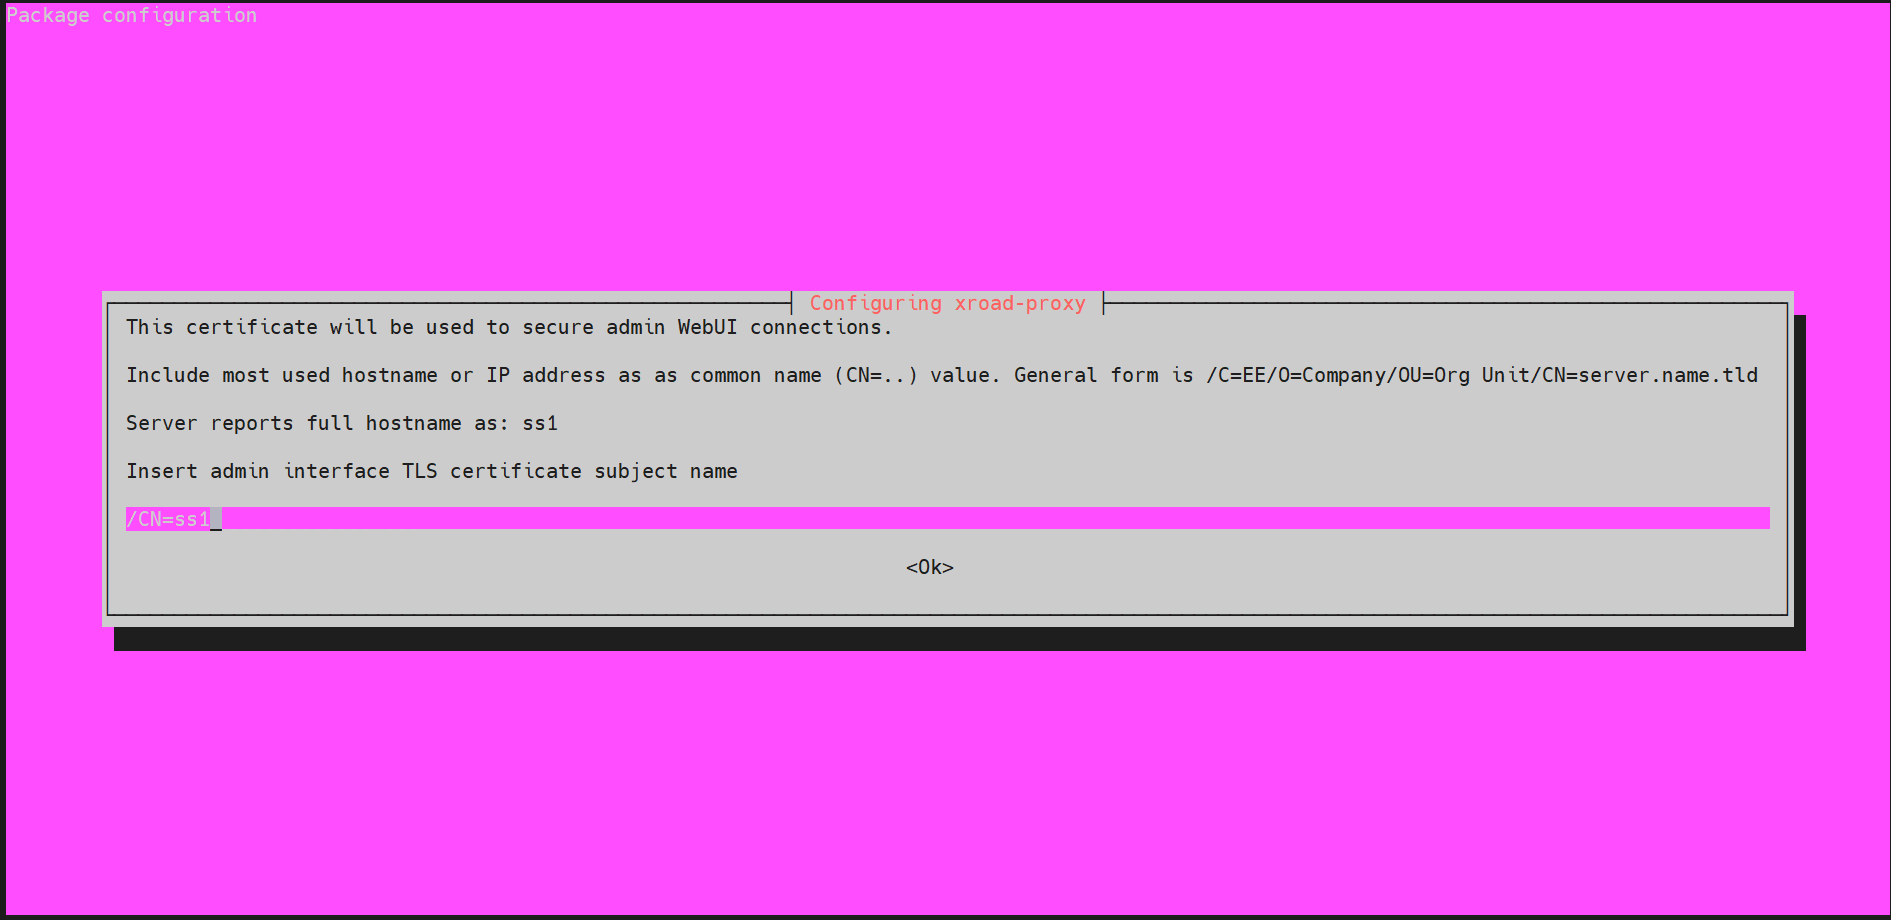 Package configuration
Configuring xroad-proxy
This certificate will be used to secure admin WebUI connections.
Include most used hostname or IP address as as common name (CN=..) value. General form is /C=EE/O=Company/OU=Org Unit/CN=server.name.tld
Server reports full hostname as: ss1
Insert admin interface TLS certificate subject name
/CN=ss1
<Ok>